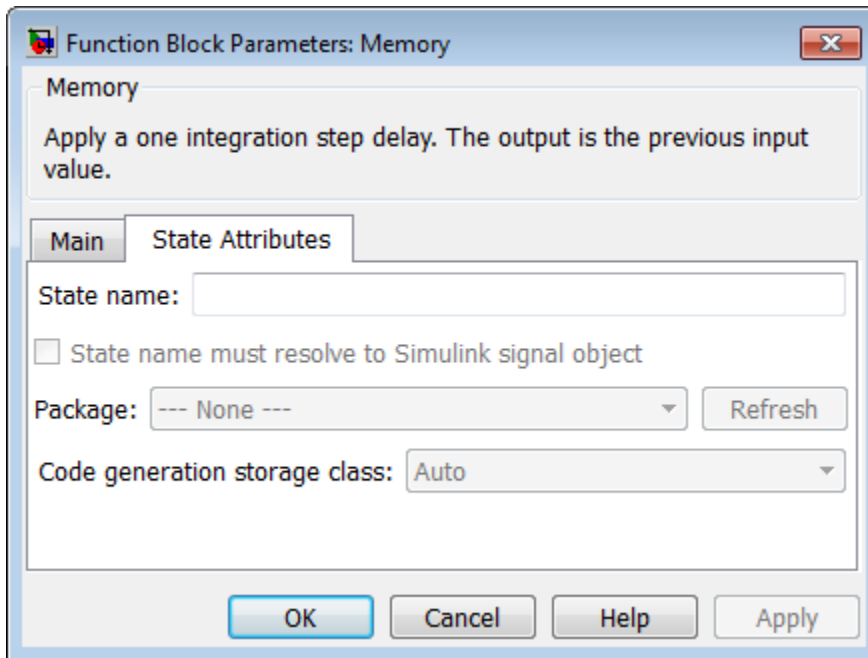 Function Block Parameters: Memory
Memory
Apply a one integration step delay. The output is the previous input
value.
Main State Attributes
State name:
State name must resolve to Simulink signal object
Package: --- None --- Refresh
Code generation storage class: Auto
OK Cancel Help Apply